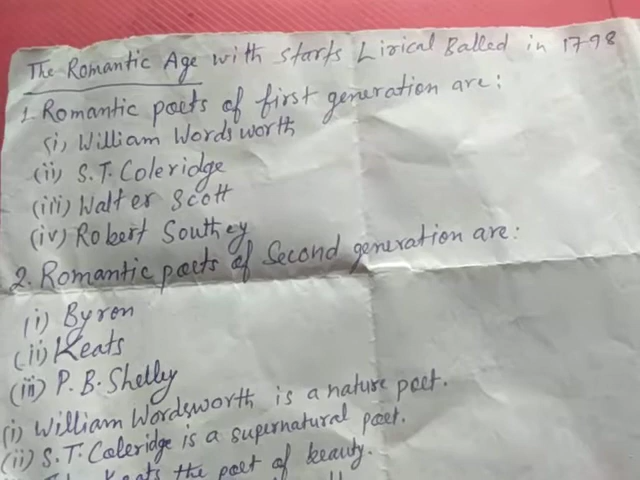 The Romantic Age with starts Lirical Balled in 1798
1. Romantic poets of first generation are:
(i) William Wordsworth
(ii) S.T. Coleridge
(iii) Walter Scott
(iv) Robert Southey
2. Romantic poets of Second generation are:
(i) Byron
(ii) Keats
(iii) P.B. Shelley
(i) William Wordsworth is a nature poet.
(ii) S.T. Coleridge is a supernatural poet.
Keats the poet of beauty.